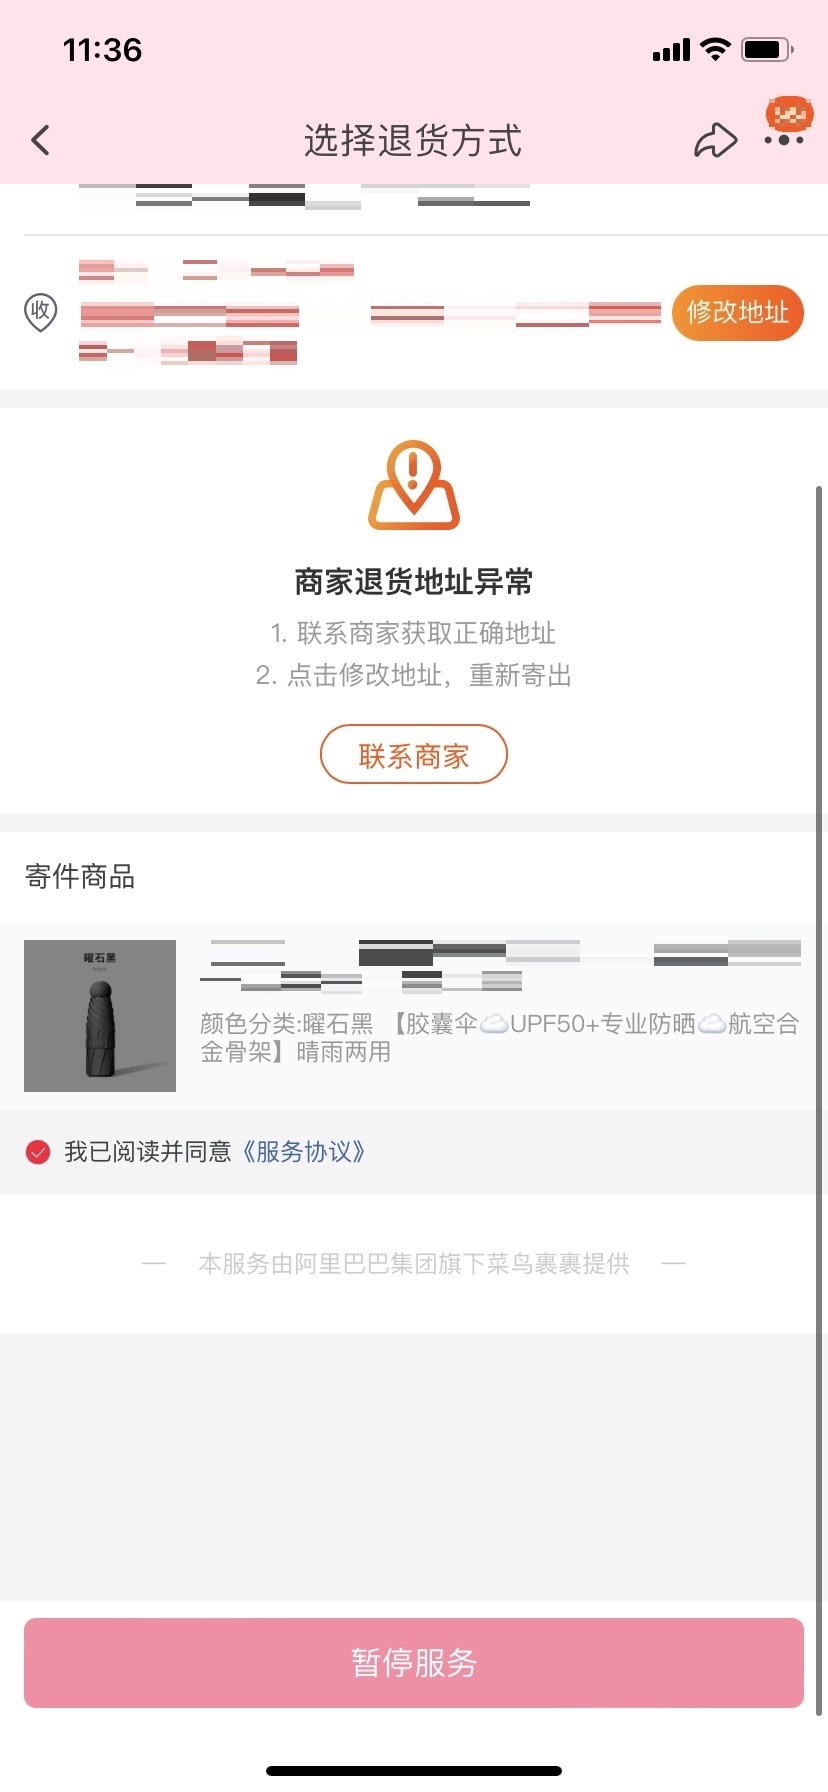 11:36
选择退货方式
收
修改地址
商家退货地址异常
1. 联系商家获取正确地址
2. 点击修改地址，重新寄出
联系商家
寄件商品
曜石黑
颜色分类:曜石黑 【胶囊伞☁️UPF50+专业防晒☁️航空合
金骨架】晴雨两用
我已阅读并同意《服务协议》
— 本服务由阿里巴巴集团旗下菜鸟裹裹提供 —
暂停服务